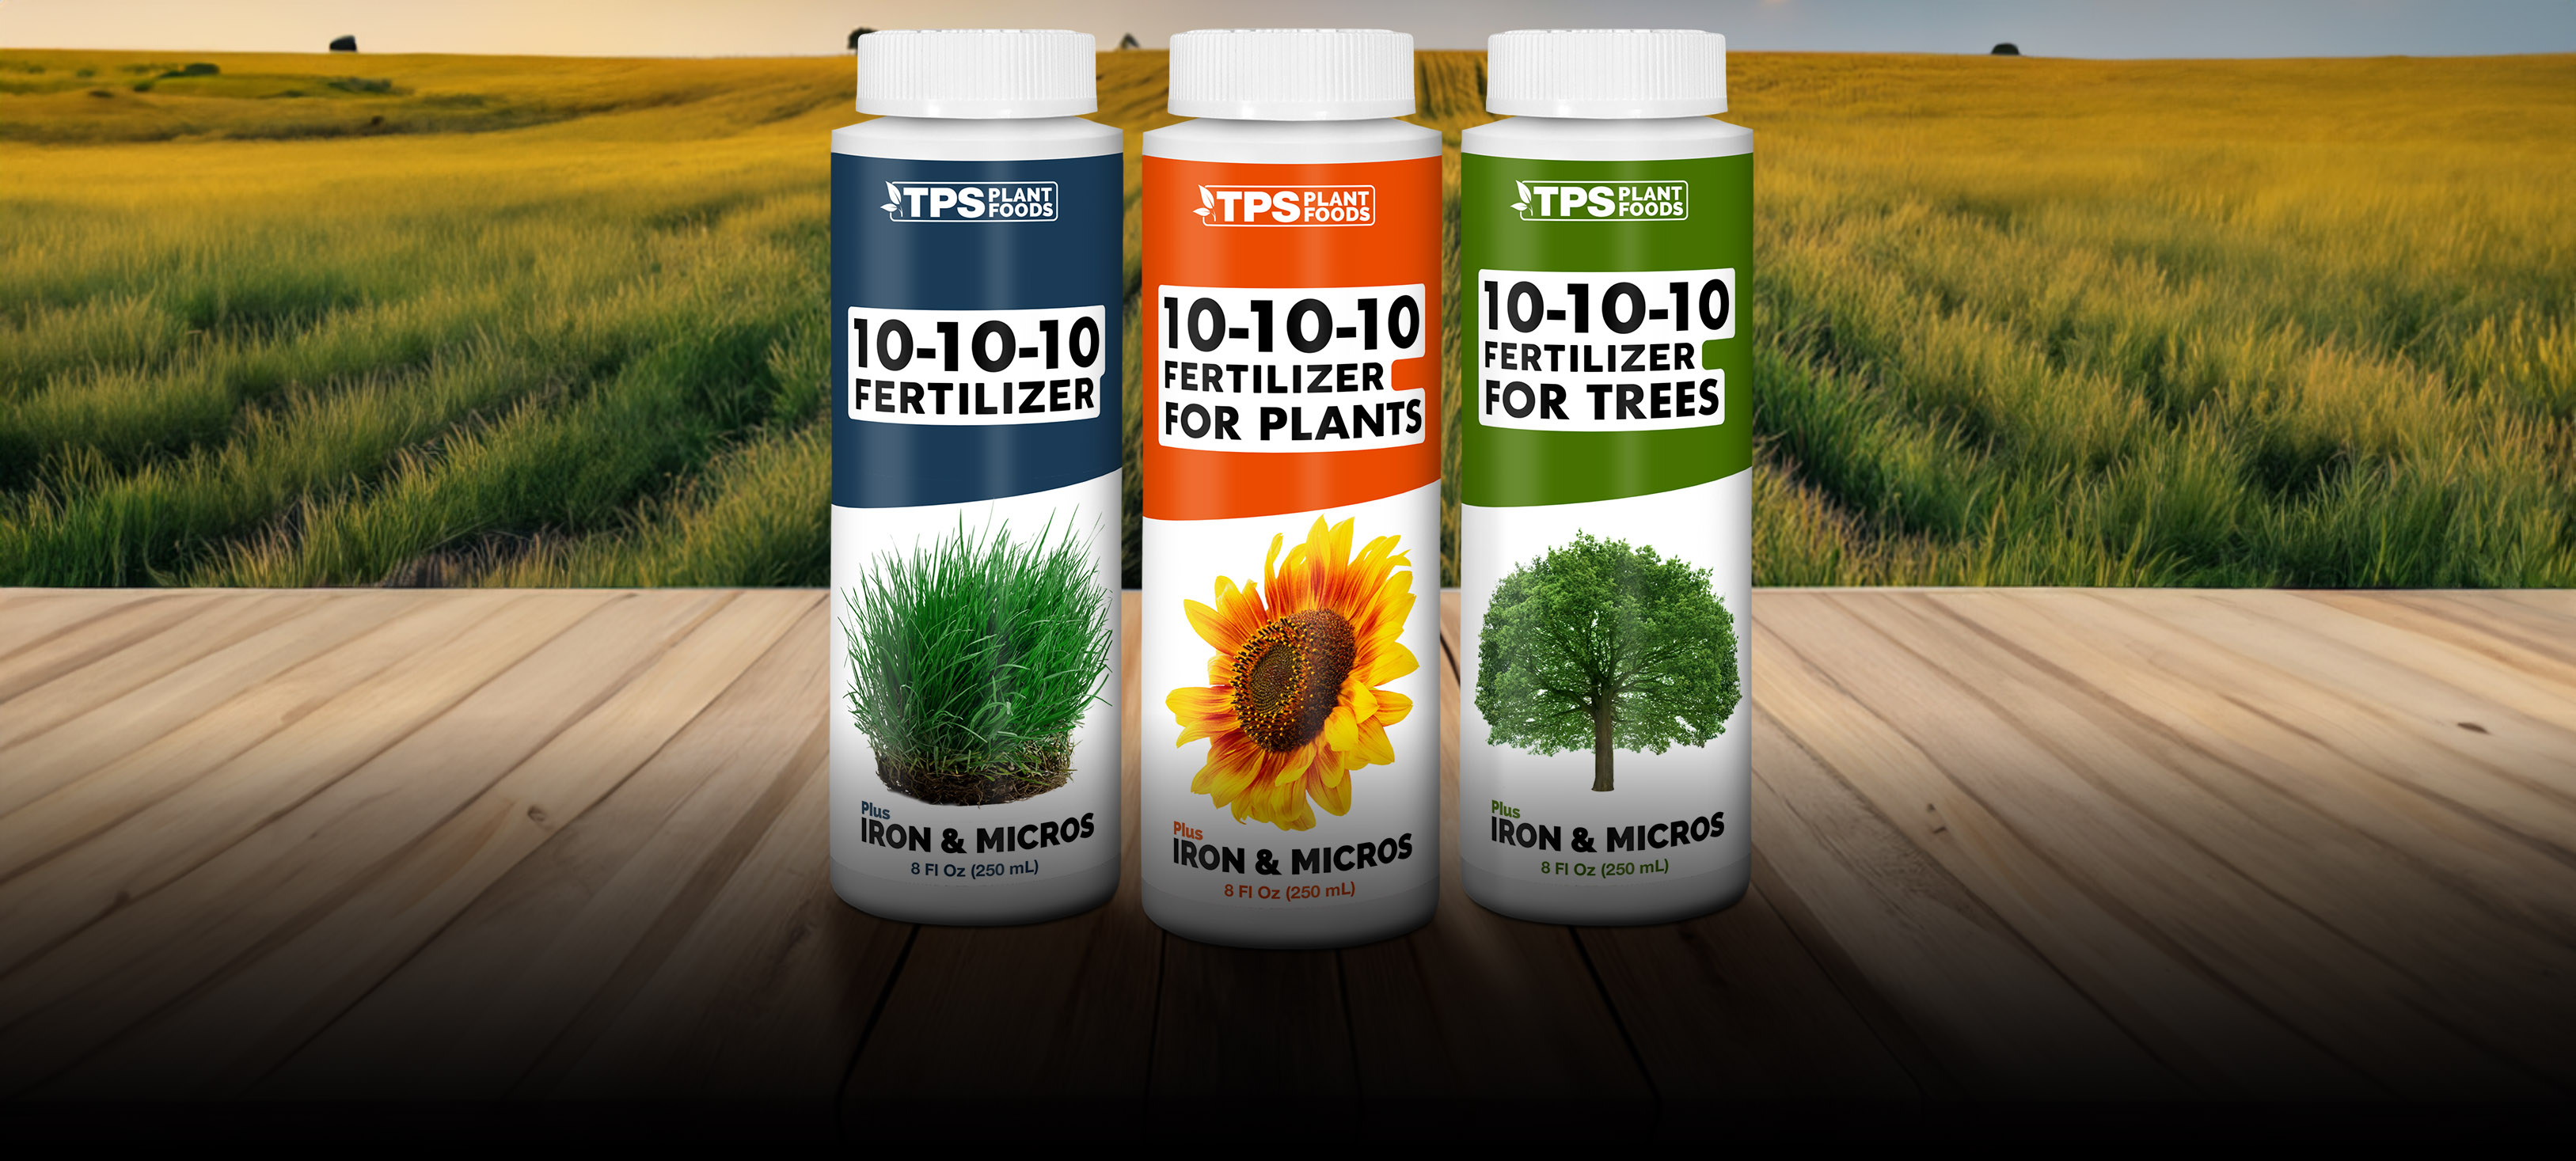 TPS PLANT FOODS
10-10-10
FERTILIZER
Plus
IRON & MICROS
8 Fl Oz (250 mL)
TPS PLANT FOODS
10-10-10
FERTILIZER
FOR PLANTS
Plus
IRON & MICROS
8 Fl Oz (250 mL)
TPS PLANT FOODS
10-10-10
FERTILIZER
FOR TREES
Plus
IRON & MICROS
8 Fl Oz (250 mL)